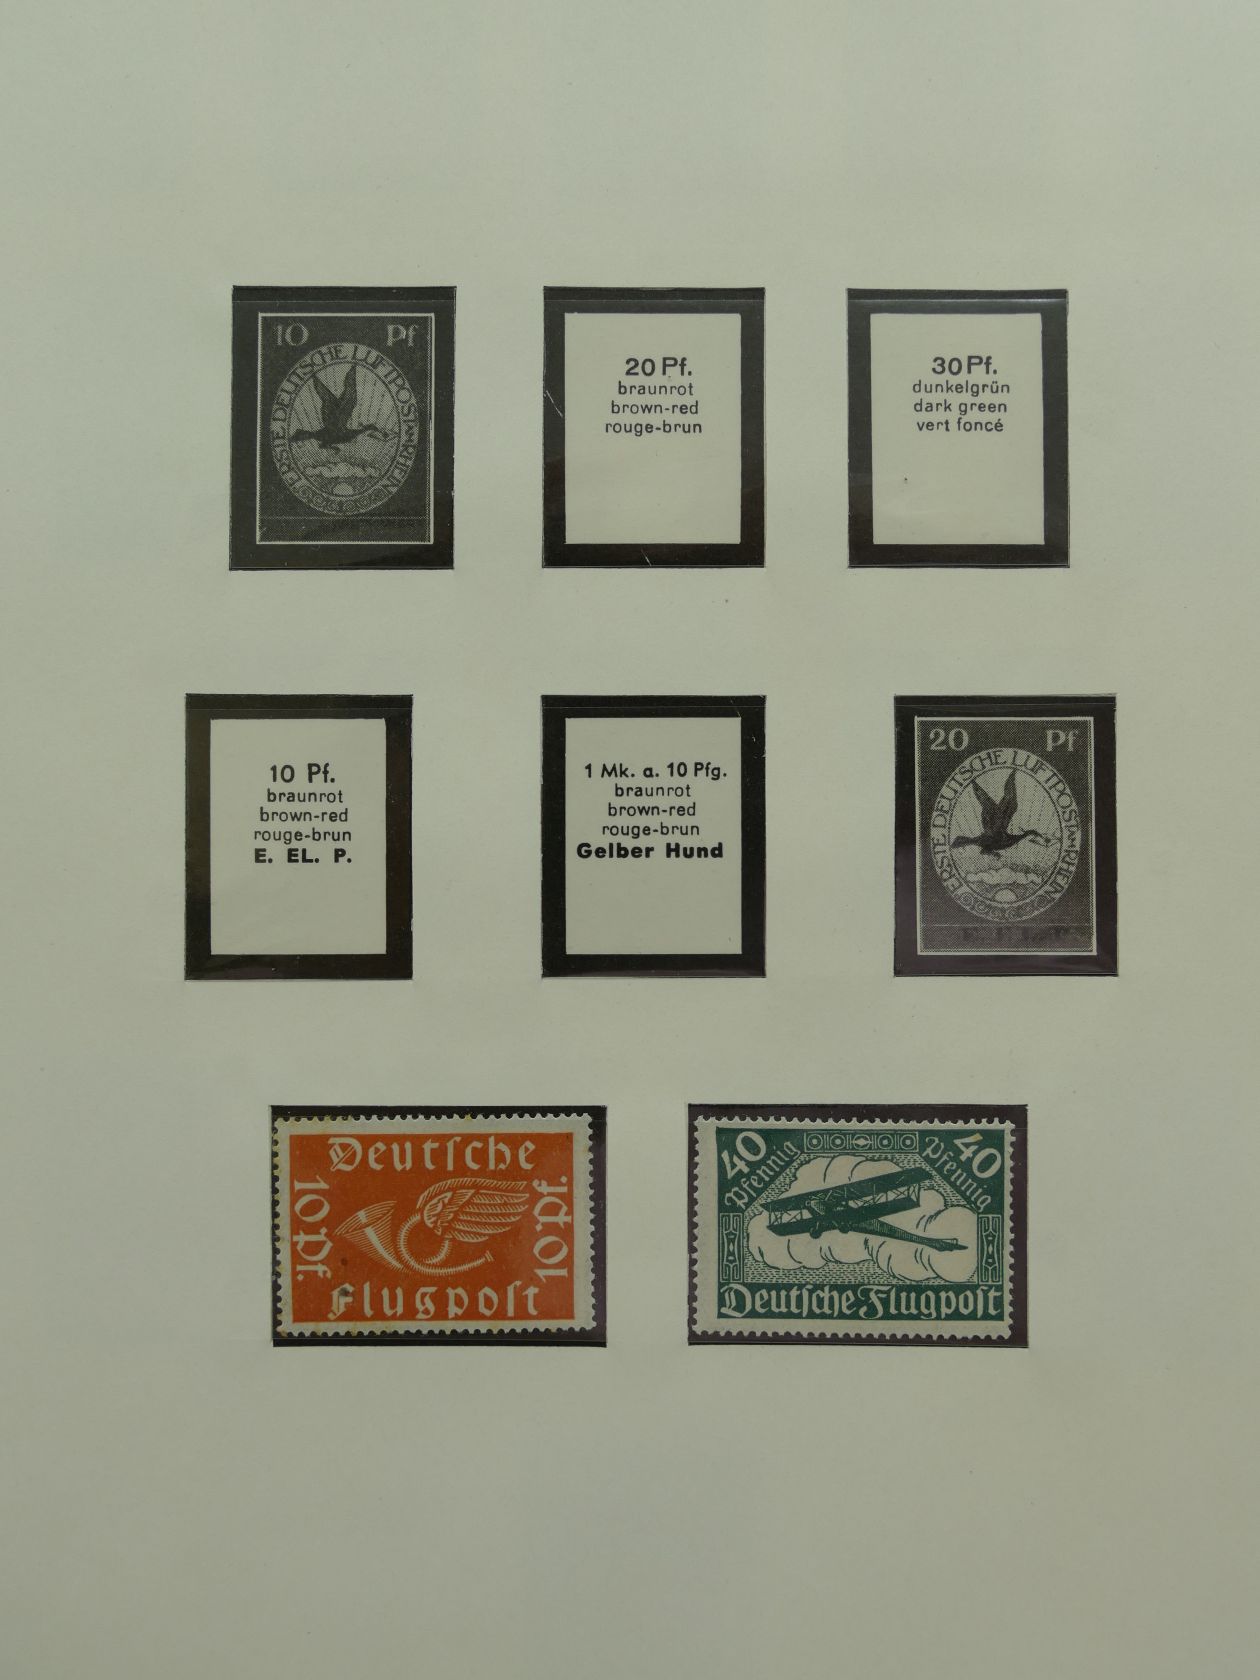 10 Pf
ERSTE DEUTSCHE LUFTPOST AM RHEIN
20 Pf.
braunrot
brown-red
rouge-brun
30 Pf.
dunkelgrün
dark green
vert foncé
10 Pf.
braunrot
brown-red
rouge-brun
E. EL. P.
1 Mk. a. 10 Pfg.
braunrot
brown-red
rouge-brun
Gelber Hund
20 Pf
ERSTE DEUTSCHE LUFTPOST AM RHEIN
Deutſche
10 Pf.
10 Pf.
Flugpoſt
40 Pfennig
40 Pfennig
Deutſche Flugpoſt